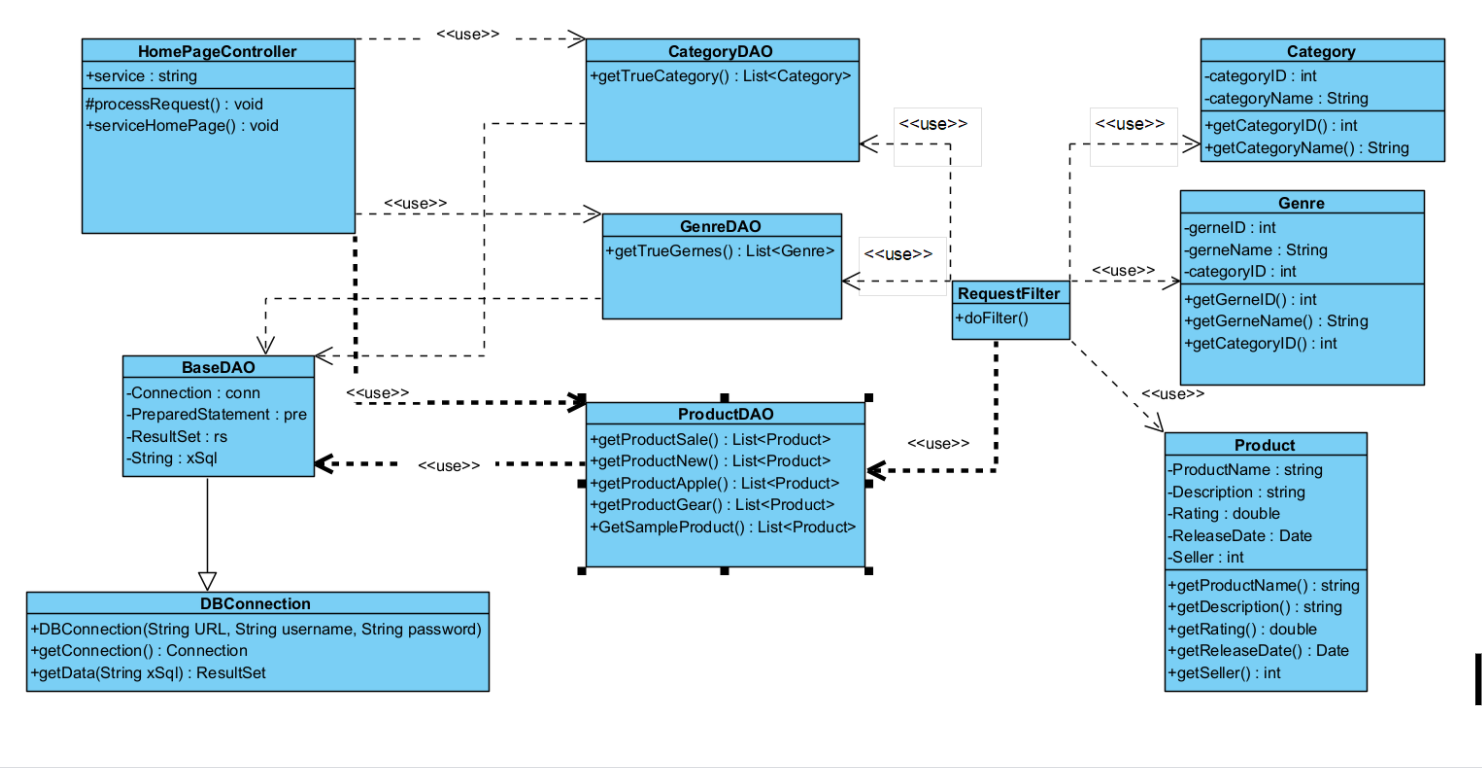 HomePageController
+service : string
#processRequest() : void
+serviceHomePage() : void
<<use>>
CategoryDAO
+getTrueCategory() : List<Category>
<<use>>
<<use>>
Category
-categoryID : int
-categoryName : String
+getCategoryID() : int
+getCategoryName() : String
<<use>>
GenreDAO
+getTrueGernes() : List<Genre>
<<use>>
RequestFilter
+doFilter()
<<use>>
Genre
-gerneID : int
-gerneName : String
-categoryID : int
+getGerneID() : int
+getGerneName() : String
+getCategoryID() : int
BaseDAO
-Connection : conn
-PreparedStatement : pre
-ResultSet : rs
-String : xSql
<<use>>
<<use>>
ProductDAO
+getProductSale() : List<Product>
+getProductNew() : List<Product>
+getProductApple() : List<Product>
+getProductGear() : List<Product>
+GetSampleProduct() : List<Product>
<<use>>
<<use>>
Product
-ProductName : string
-Description : string
-Rating : double
-ReleaseDate : Date
-Seller : int
+getProductName() : string
+getDescription() : string
+getRating() : double
+getReleaseDate() : Date
+getSeller() : int
DBConnection
+DBConnection(String URL, String username, String password)
+getConnection() : Connection
+getData(String xSql) : ResultSet